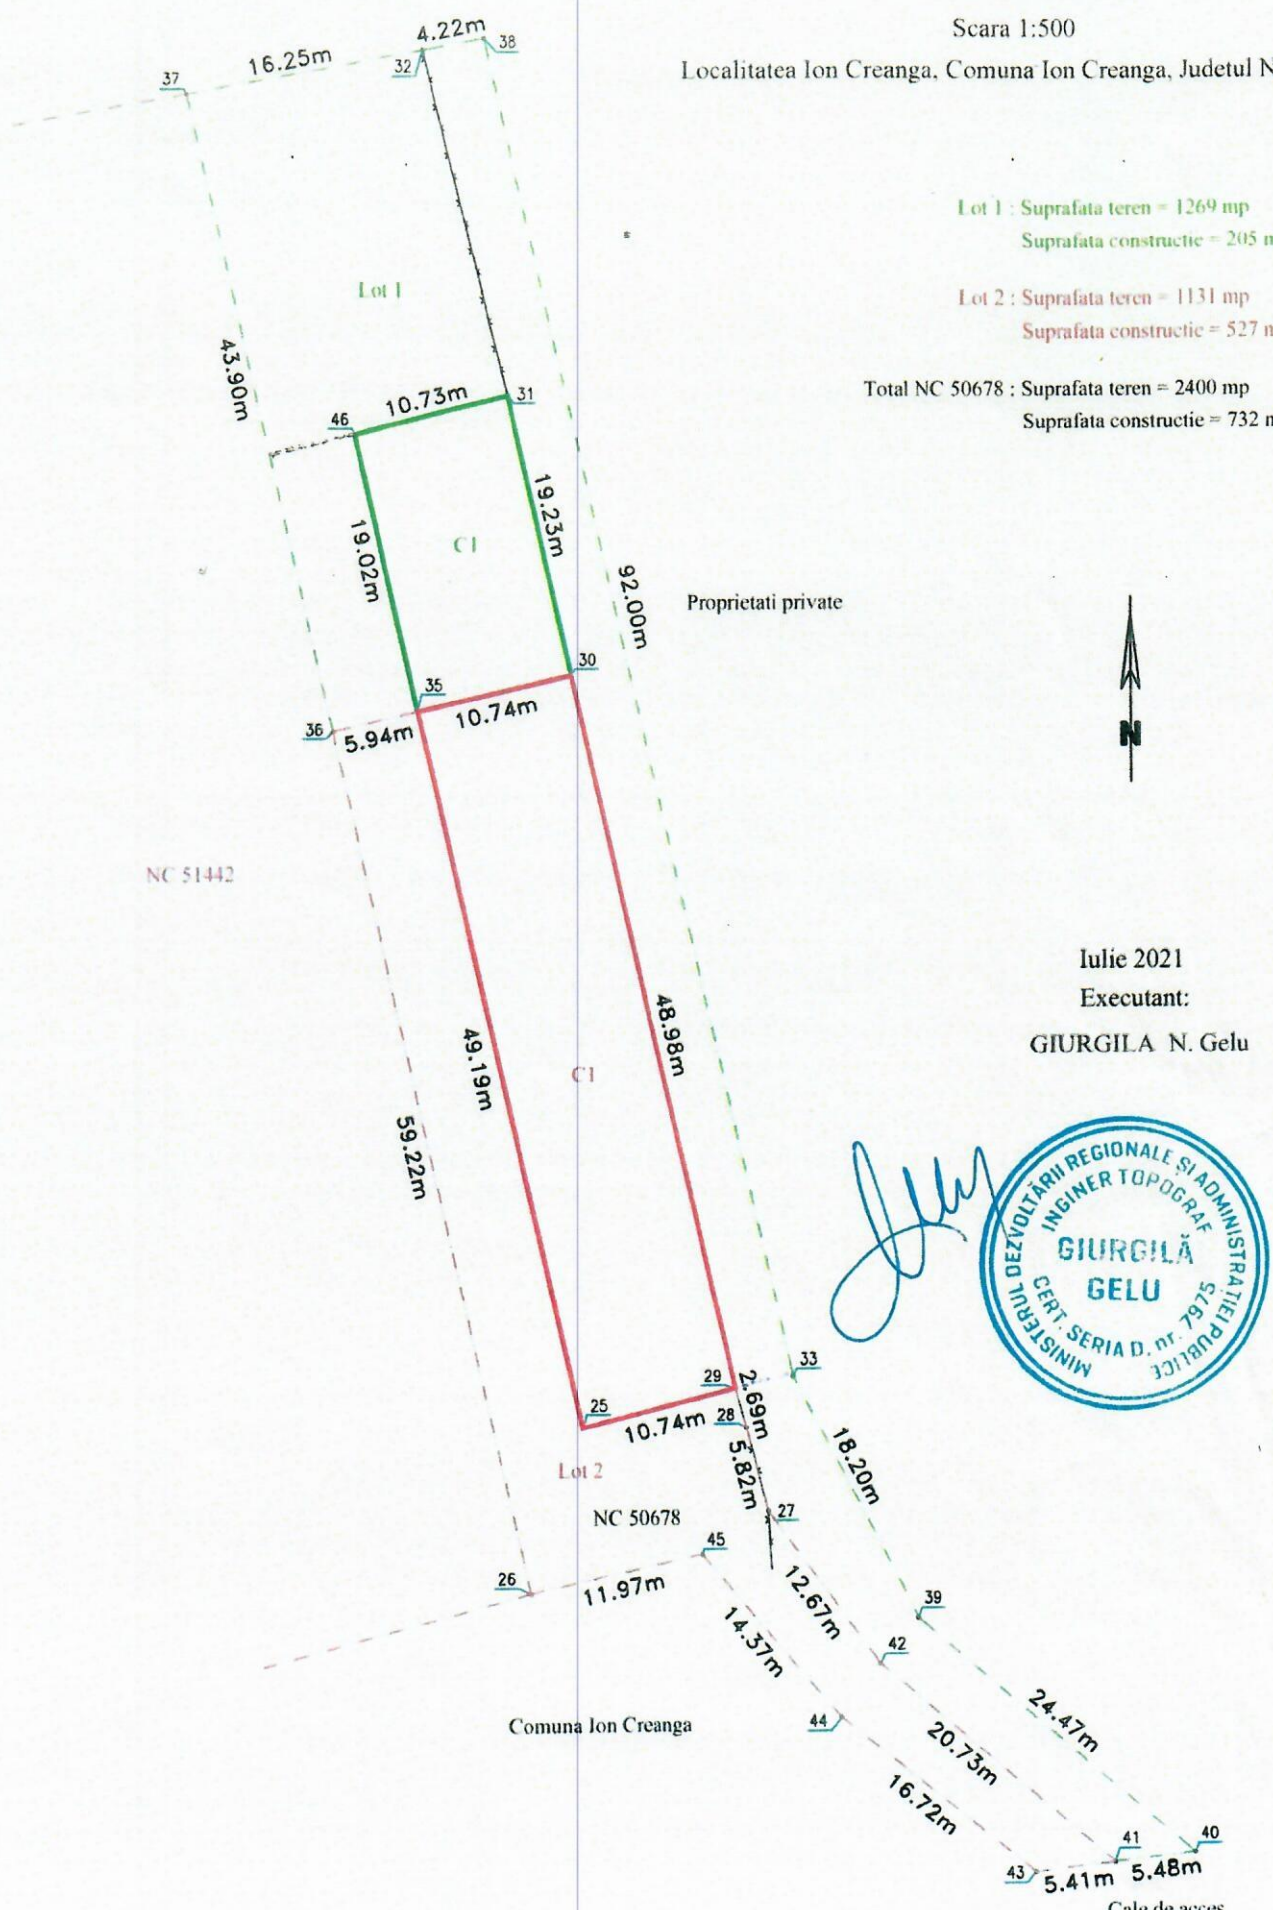 Scara 1:500
Localitatea Ion Creanga, Comuna Ion Creanga, Judetul N
4.22m
38
16.25m
32
37
Lot 1 : Suprafata teren = 1269 mp
Suprafata constructie = 205 m
Lot 1
Lot 2 : Suprafata teren = 1131 mp
Suprafata constructie = 527 m
43.90m
Total NC 50678 : Suprafata teren = 2400 mp
Suprafata constructie = 732 m
10.73m
31
46
19.23m
19.02m
C1
92.00m
Proprietati private
30
35
10.74m
36
5.94m
N
NC 51442
Iulie 2021
Executant:
GIURGILA N. Gelu
48.98m
49.19m
C1
59.22m
MINISTERUL DEZVOLTĂRII REGIONALE ŞI ADMINISTRAŢIEI PUBLICE
INGINER TOPOGRAF
GIURGILĂ
GELU
CERT. SERIA D. nr. 7975
33
29
2.69m
25
10.74m
28
18.20m
5.82m
Lot 2
NC 50678
27
45
26
11.97m
12.67m
39
14.37m
42
24.47m
Comuna Ion Creanga
44
20.73m
16.72m
41
40
43
5.41m
5.48m
Cale de acces